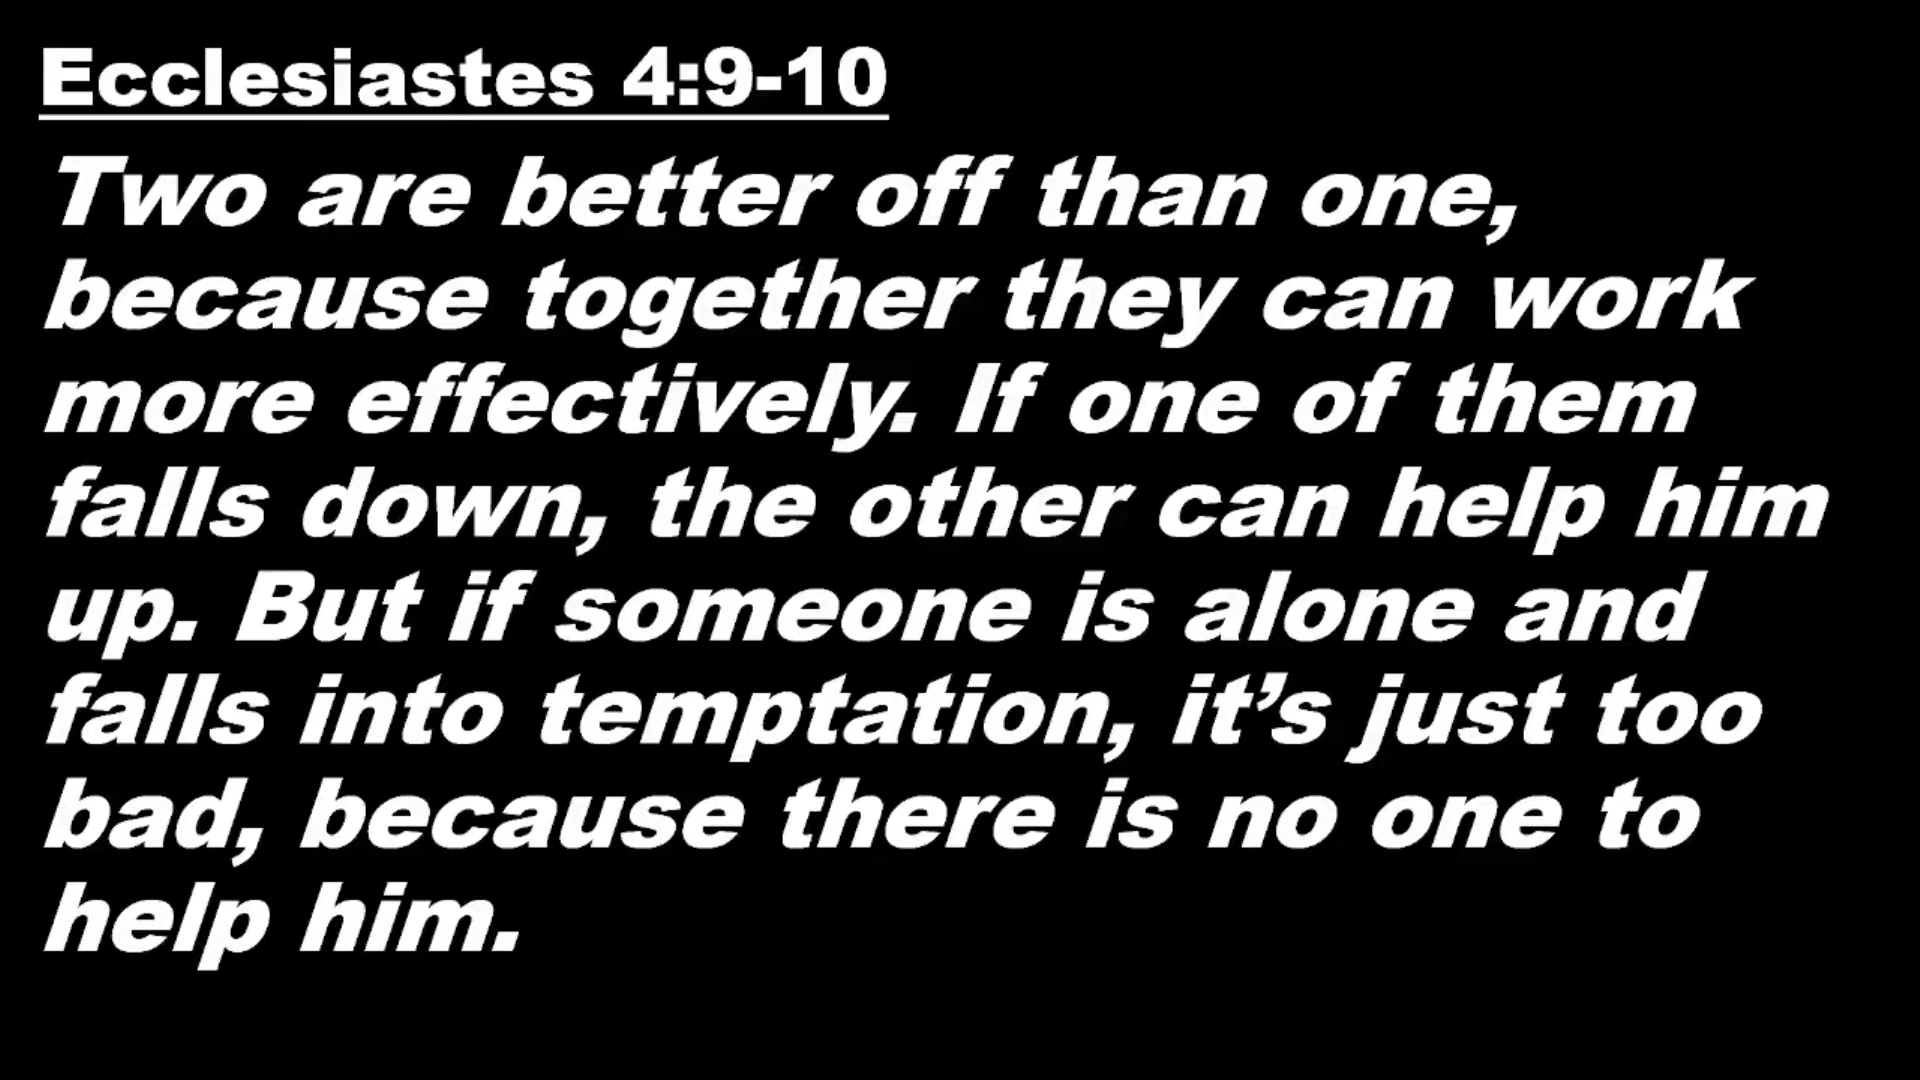 Ecclesiastes 4:9-10
Two are better off than one,
because together they can work
more effectively. If one of them
falls down, the other can help him
up. But if someone is alone and
falls into temptation, it’s just too
bad, because there is no one to
help him.